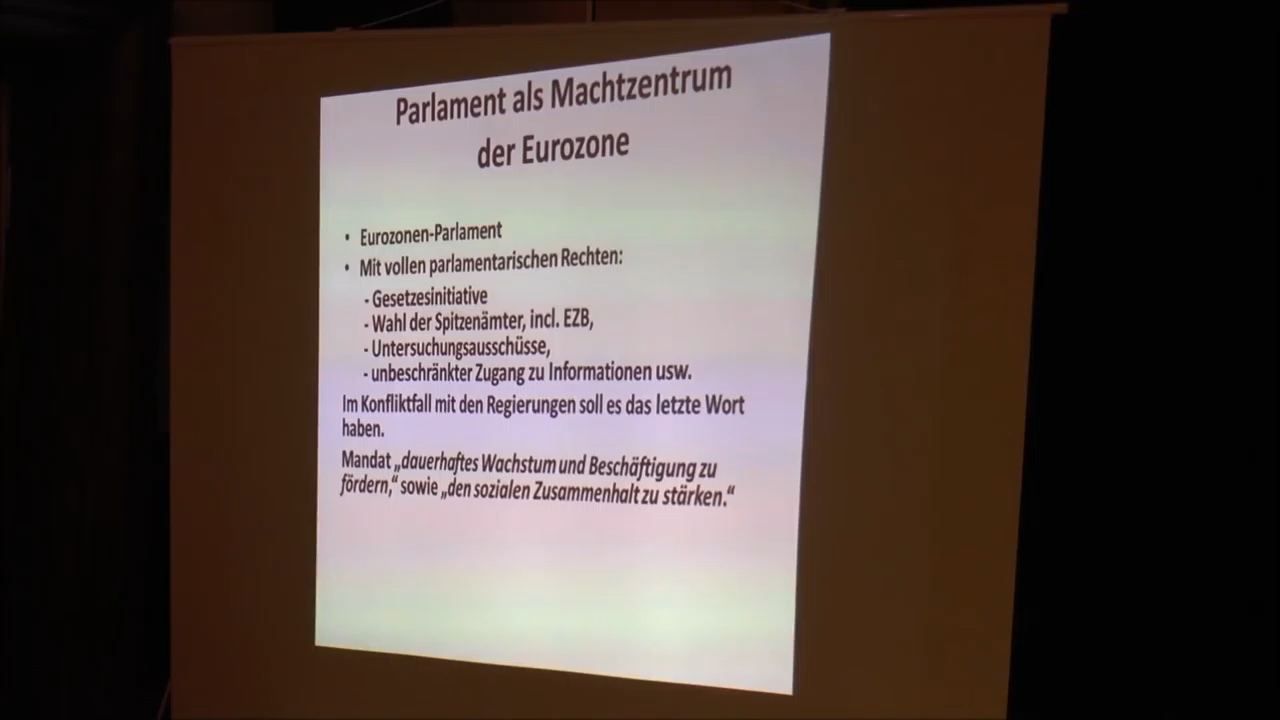 Parlament als Machtzentrum
der Eurozone
• Eurozonen-Parlament
• Mit vollen parlamentarischen Rechten:
- Gesetzesinitiative
- Wahl der Spitzenämter, incl. EZB,
- Untersuchungsausschüsse,
- unbeschränkter Zugang zu Informationen usw.
Im Konfliktfall mit den Regierungen soll es das letzte Wort
haben.
Mandat „dauerhaftes Wachstum und Beschäftigung zu
fördern,“ sowie „den sozialen Zusammenhalt zu stärken.“